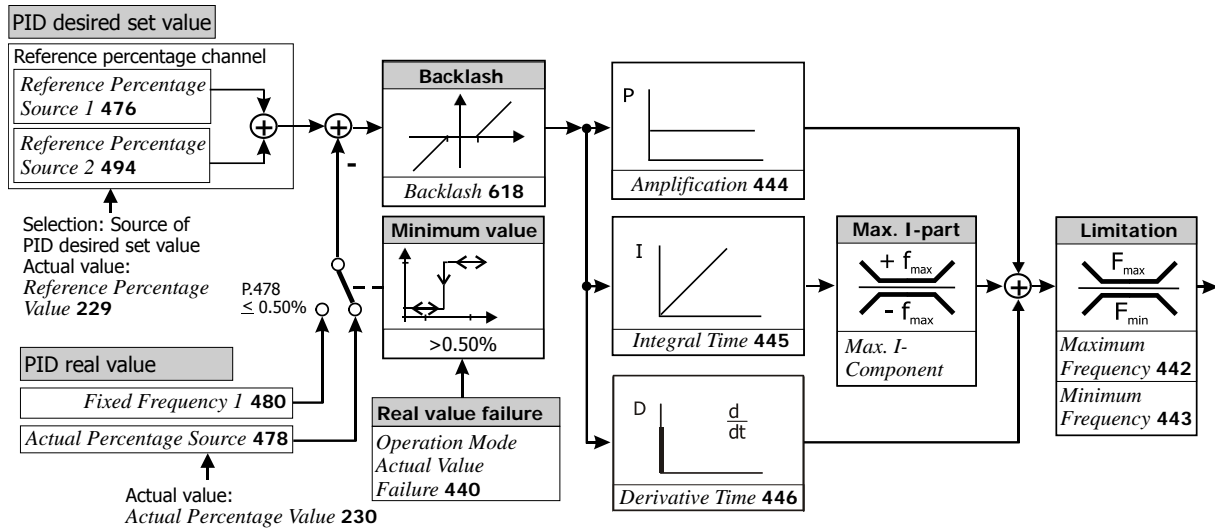 PID desired set value
Reference percentage channel
Reference Percentage
Source 1 476
Reference Percentage
Source 2 494
+
+
-
Selection: Source of
PID desired set value
Actual value:
Reference Percentage
Value 229
P.478
≤ 0.50%
PID real value
Fixed Frequency 1 480
Actual Percentage Source 478
Actual value:
Actual Percentage Value 230
Backlash
Backlash 618
Minimum value
>0.50%
Real value failure
Operation Mode
Actual Value
Failure 440
P
Amplification 444
I
Integral Time 445
D
d
dt
Derivative Time 446
Max. I-part
+ fmax
- fmax
Max. I-
Component
+
Limitation
Fmax
Fmin
Maximum
Frequency 442
Minimum
Frequency 443